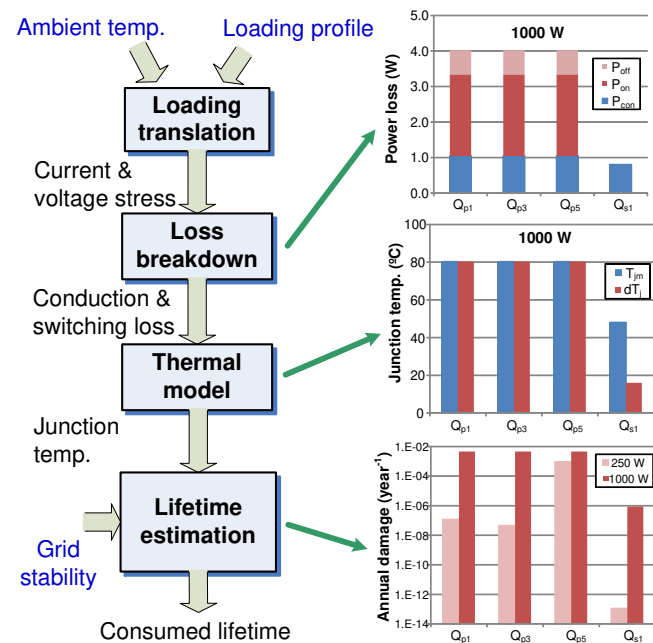 Ambient temp.
Loading profile
Loading
translation
Current &
voltage stress
Loss
breakdown
Conduction &
switching loss
Thermal
model
Junction
temp.
Lifetime
estimation
Grid
stability
Consumed lifetime
1000 W
Power loss (W)
5.0
4.0
3.0
2.0
1.0
0.0
Poff
Pon
Pcon
Qp1 Qp3 Qp5 Qs1
1000 W
Junction temp. (ºC)
100
80
60
40
20
0
Tjm
dTj
Qp1 Qp3 Qp5 Qs1
Annual damage (year-1)
1.E-02
1.E-04
1.E-06
1.E-08
1.E-10
1.E-12
1.E-14
250 W
1000 W
Qp1 Qp3 Qp5 Qs1